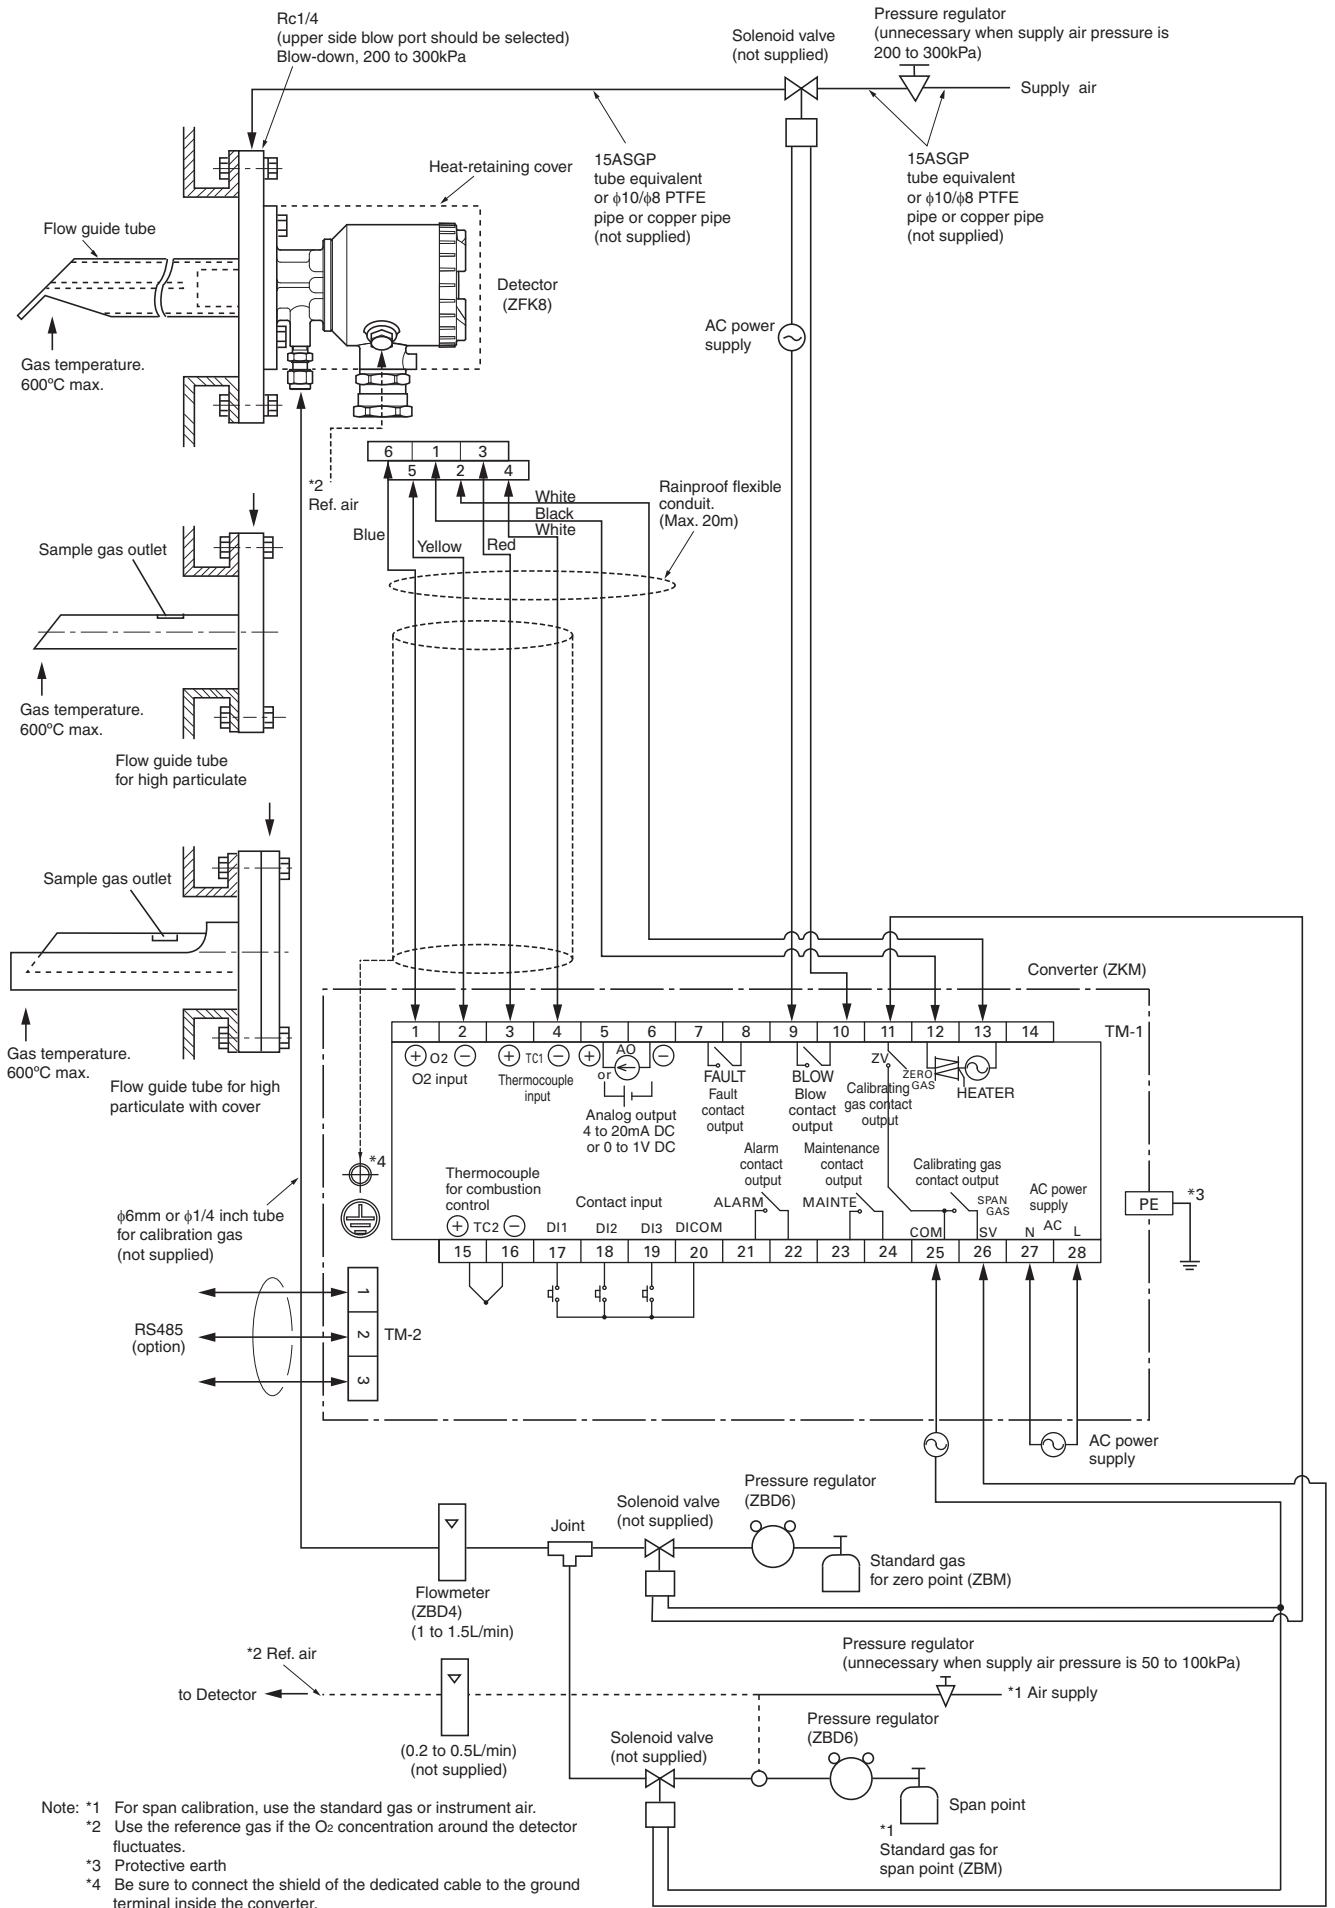 Rc1/4
(upper side blow port should be selected)
Blow-down, 200 to 300kPa
Solenoid valve
(not supplied)
Pressure regulator
(unnecessary when supply air pressure is
200 to 300kPa)
Supply air
15ASGP
tube equivalent
or ϕ10/ϕ8 PTFE
pipe or copper pipe
(not supplied)
15ASGP
tube equivalent
or ϕ10/ϕ8 PTFE
pipe or copper pipe
(not supplied)
Heat-retaining cover
Flow guide tube
Detector
(ZFK8)
AC power
supply
Gas temperature.
600°C max.
6 1 3
5 2 4
*2
Ref. air
White
Black
White
Blue
Yellow
Red
Rainproof flexible
conduit.
(Max. 20m)
Sample gas outlet
Gas temperature.
600°C max.
Flow guide tube
for high particulate
Sample gas outlet
Gas temperature.
600°C max.
Flow guide tube for high
particulate with cover
Converter (ZKM)
1 2 3 4 5 6 7 8 9 10 11 12 13 14
TM-1
+ O2 −
O2 input
+ TC1 −
Thermocouple
input
+ AO −
or
Analog output
4 to 20mA DC
or 0 to 1V DC
FAULT
Fault
contact
output
BLOW
Blow
contact
output
ZV
ZERO
GAS
Calibrating
gas contact
output
HEATER
*4
Thermocouple
for combustion
control
+ TC2 −
Contact input
DI1 DI2 DI3 DICOM
Alarm
contact
output
ALARM
Maintenance
contact
output
MAINTE
Calibrating gas
contact output
SPAN
GAS
COM
SV
AC power
supply
N AC L
15 16 17 18 19 20 21 22 23 24 25 26 27 28
PE
*3
ϕ6mm or ϕ1/4 inch tube
for calibration gas
(not supplied)
RS485
(option)
1
2
3
TM-2
AC power
supply
Flowmeter
(ZBD4)
(1 to 1.5L/min)
Joint
Solenoid valve
(not supplied)
Pressure regulator
(ZBD6)
Standard gas
for zero point (ZBM)
*2 Ref. air
to Detector
(0.2 to 0.5L/min)
(not supplied)
Pressure regulator
(unnecessary when supply air pressure is 50 to 100kPa)
*1 Air supply
Solenoid valve
(not supplied)
Pressure regulator
(ZBD6)
Span point
*1
Standard gas for
span point (ZBM)
Note: *1 For span calibration, use the standard gas or instrument air.
*2 Use the reference gas if the O2 concentration around the detector
fluctuates.
*3 Protective earth
*4 Be sure to connect the shield of the dedicated cable to the ground
terminal inside the converter.